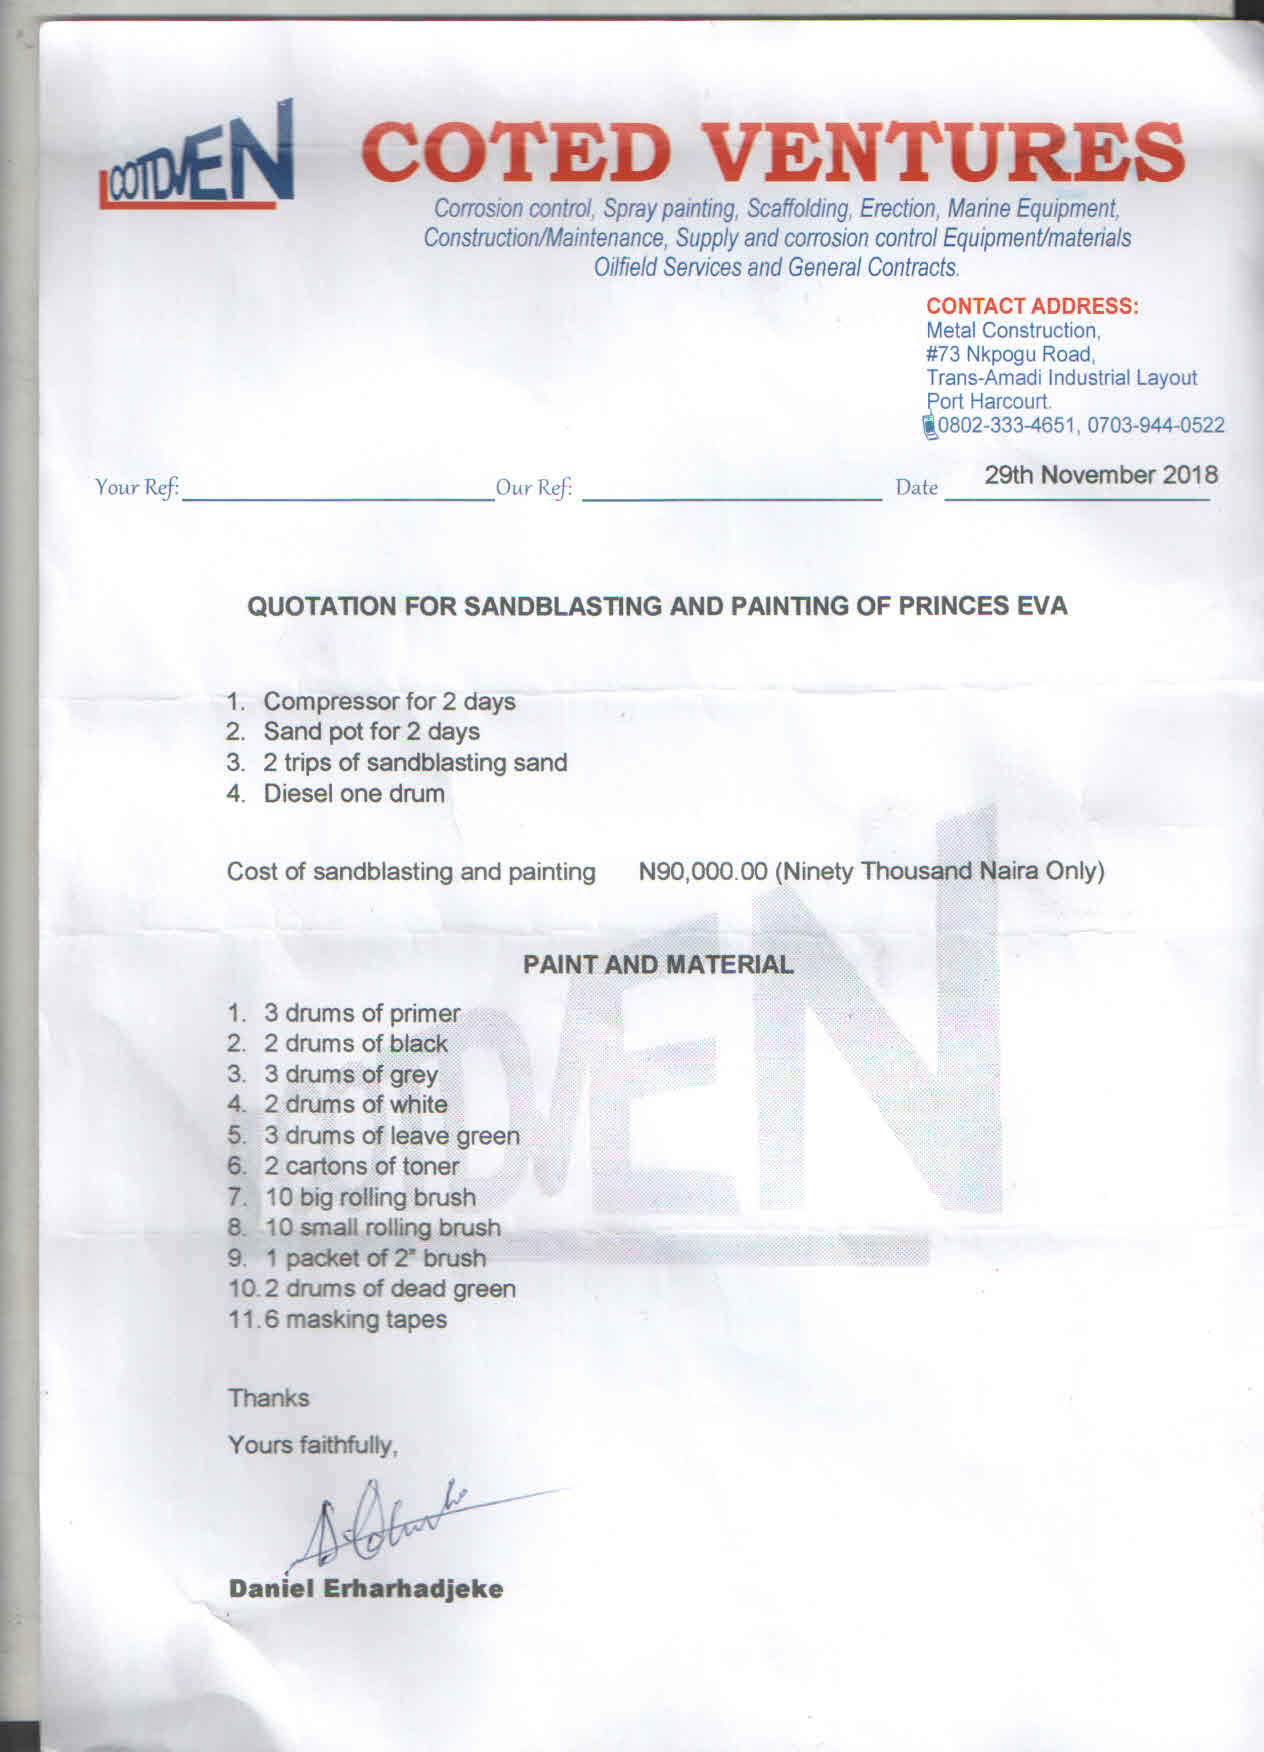 COTDVEN
COTED VENTURES
Corrosion control, Spray painting, Scaffolding, Erection, Marine Equipment,
Construction/Maintenance, Supply and corrosion control Equipment/materials
Oilfield Services and General Contracts.
CONTACT ADDRESS:
Metal Construction,
#73 Nkpogu Road,
Trans-Amadi Industrial Layout
Port Harcourt.
0802-333-4651, 0703-944-0522
Your Ref: Our Ref: Date 29th November 2018
QUOTATION FOR SANDBLASTING AND PAINTING OF PRINCES EVA
1. Compressor for 2 days
2. Sand pot for 2 days
3. 2 trips of sandblasting sand
4. Diesel one drum
Cost of sandblasting and painting N90,000.00 (Ninety Thousand Naira Only)
PAINT AND MATERIAL
1. 3 drums of primer
2. 2 drums of black
3. 3 drums of grey
4. 2 drums of white
5. 3 drums of leave green
6. 2 cartons of toner
7. 10 big rolling brush
8. 10 small rolling brush
9. 1 packet of 2" brush
10. 2 drums of dead green
11. 6 masking tapes
Thanks
Yours faithfully,
Daniel Erharhadjeke